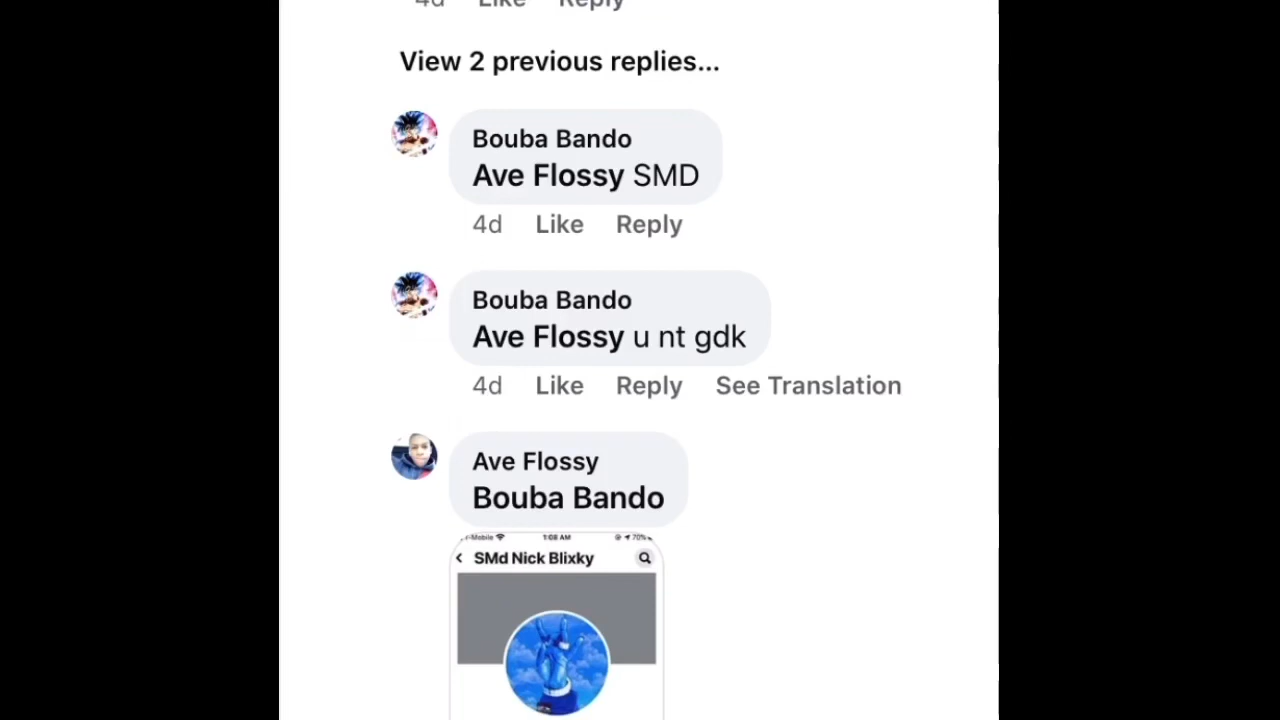 4d Like Reply
View 2 previous replies...
Bouba Bando
Ave Flossy SMD
4d Like Reply
Bouba Bando
Ave Flossy u nt gdk
4d Like Reply See Translation
Ave Flossy
Bouba Bando
T-Mobile 1:08 AM 70%
SMd Nick Blixky